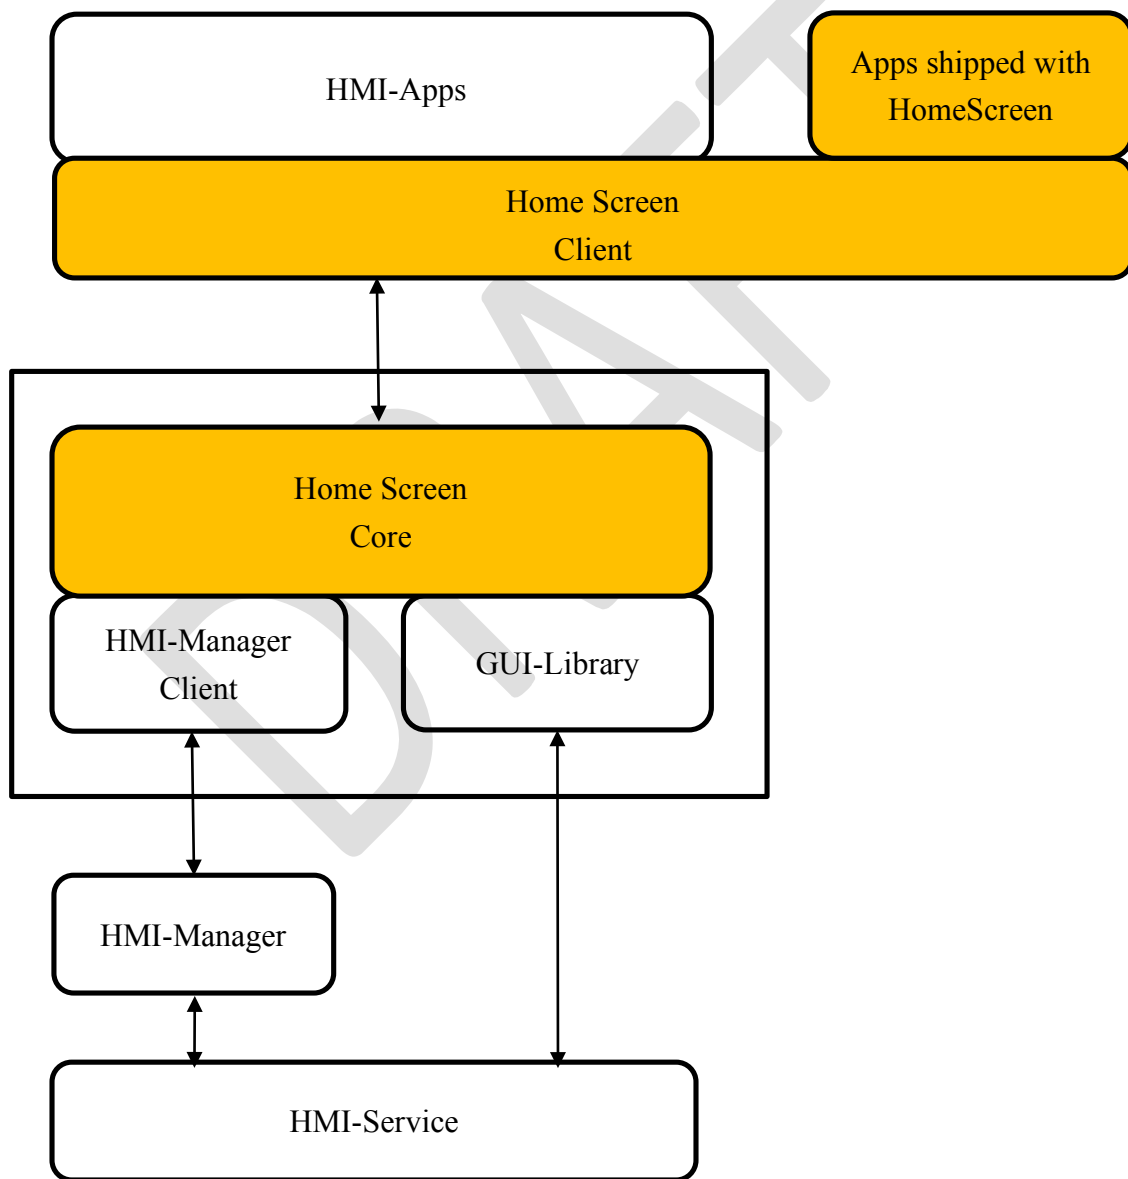 HMI-Apps
Apps shipped with
HomeScreen
Home Screen
Client
Home Screen
Core
HMI-Manager
Client
GUI-Library
HMI-Manager
HMI-Service
DRAFT